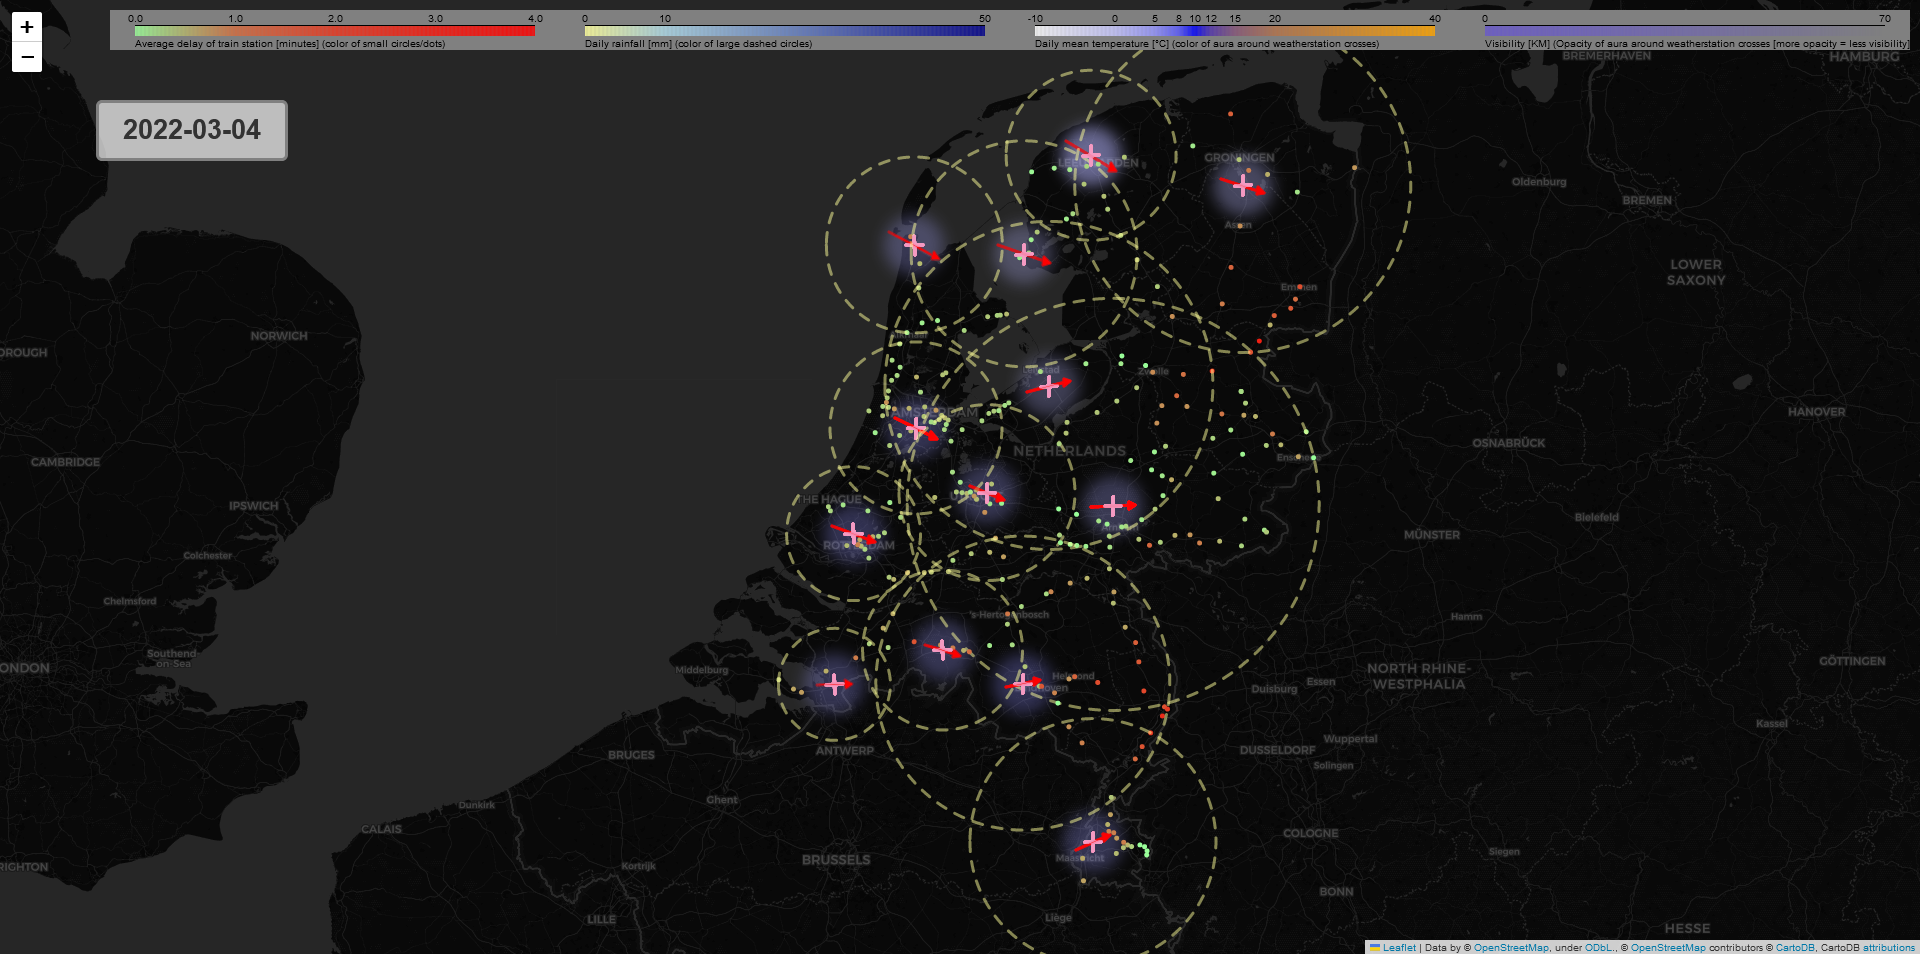 +
−
0.0 1.0 2.0 3.0 4.0
Average delay of train station [minutes] (color of small circles/dots)
0 10 50
Daily rainfall [mm] (color of large dashed circles)
-10 0 5 8 10 12 15 20 40
Daily mean temperature [°C] (color of aura around weatherstation crosses)
0 70
Visibility [KM] (Opacity of aura around weatherstation crosses [more opacity = less visibility]
2022-03-04
BREMERHAVEN
HAMBURG
GRONINGEN
Oldenburg
BREMEN
Assen
LOWER
SAXONY
Emmen
NORWICH
Zwolle
AMSTERDAM
HANOVER
OSNABRÜCK
NETHERLANDS
CAMBRIDGE
THE HAGUE
IPSWICH
Bielefeld
MÜNSTER
ROTTERDAM
Colchester
Chelmsford
's-Hertogenbosch
Hamm
Southend-
on-Sea
Middelburg
NORTH RHINE-
WESTPHALIA
GÖTTINGEN
Duisburg
Essen
Kassel
BRUGES
ANTWERP
DUSSELDORF
Wuppertal
Solingen
Ghent
Dunkirk
CALAIS
COLOGNE
BRUSSELS
Maastricht
Siegen
Kortrijk
BONN
LILLE
Liège
HESSE
Leaflet | Data by © OpenStreetMap, under ODbL., © OpenStreetMap contributors © CartoDB, CartoDB attributions